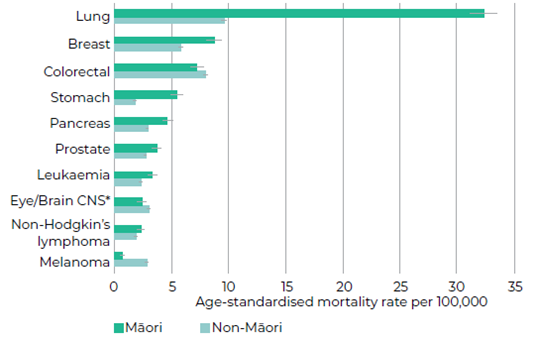 Lung
Breast
Colorectal
Stomach
Pancreas
Prostate
Leukaemia
Eye/Brain CNS*
Non-Hodgkin's
lymphoma
Melanoma
0 5 10 15 20 25 30 35
Age-standardised mortality rate per 100,000
Māori Non-Māori